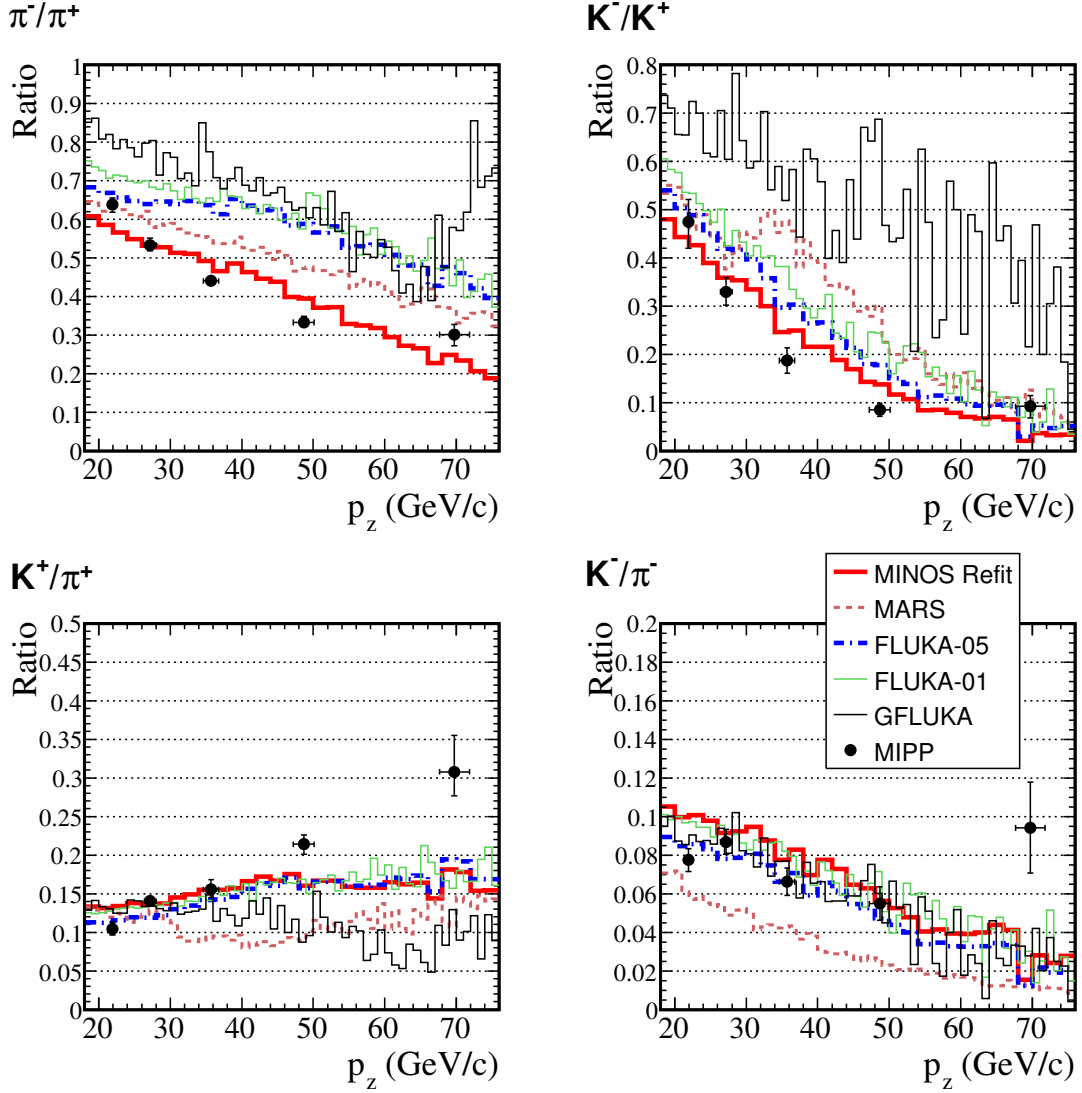 π⁻/π⁺
Ratio
1
0.9
0.8
0.7
0.6
0.5
0.4
0.3
0.2
0.1
0
20 30 40 50 60 70
p_z (GeV/c)
K⁻/K⁺
Ratio
0.8
0.7
0.6
0.5
0.4
0.3
0.2
0.1
0
20 30 40 50 60 70
p_z (GeV/c)
K⁺/π⁺
Ratio
0.5
0.45
0.4
0.35
0.3
0.25
0.2
0.15
0.1
0.05
0
20 30 40 50 60 70
p_z (GeV/c)
K⁻/π⁻
Ratio
0.2
0.18
0.16
0.14
0.12
0.1
0.08
0.06
0.04
0.02
0
20 30 40 50 60 70
p_z (GeV/c)
MINOS Refit
MARS
FLUKA-05
FLUKA-01
GFLUKA
MIPP